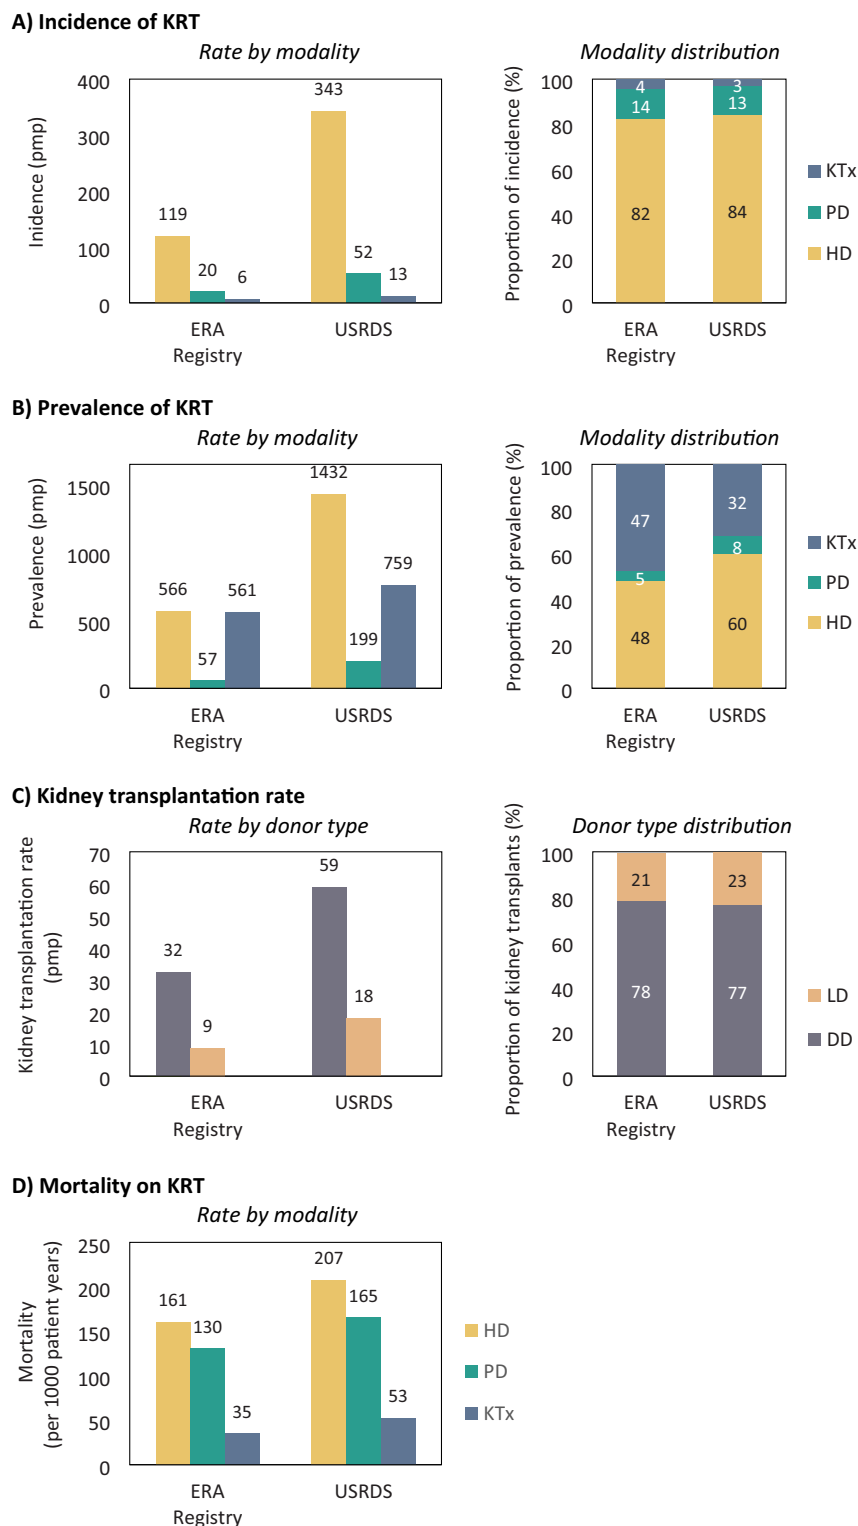 A) Incidence of KRT
Rate by modality
Inidence (pmp)
400
300
200
100
0
119
20
6
343
52
13
ERA
Registry
USRDS
Modality distribution
Proportion of incidence (%)
100
80
60
40
20
0
4
14
82
3
13
84
ERA
Registry
USRDS
KTx
PD
HD
B) Prevalence of KRT
Rate by modality
Prevalence (pmp)
1500
1000
500
0
566
57
561
1432
199
759
ERA
Registry
USRDS
Modality distribution
Proportion of prevalence (%)
100
80
60
40
20
0
47
5
48
32
8
60
ERA
Registry
USRDS
KTx
PD
HD
C) Kidney transplantation rate
Rate by donor type
Kidney transplantation rate
(pmp)
70
60
50
40
30
20
10
0
32
9
59
18
ERA
Registry
USRDS
Donor type distribution
Proportion of kidney transplants (%)
100
80
60
40
20
0
21
78
23
77
ERA
Registry
USRDS
LD
DD
D) Mortality on KRT
Rate by modality
Mortality
(per 1000 patient years)
250
200
150
100
50
0
161
130
35
207
165
53
ERA
Registry
USRDS
HD
PD
KTx